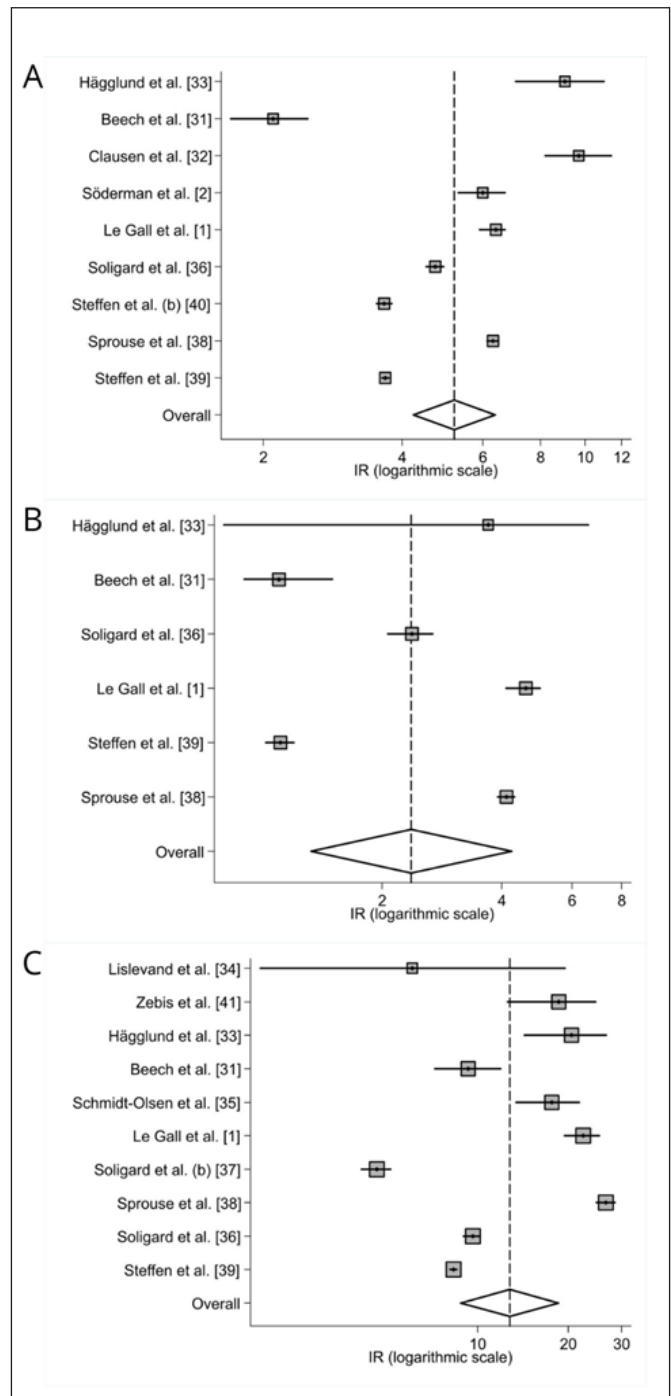 A
Hägglund et al. [33]
Beech et al. [31]
Clausen et al. [32]
Söderman et al. [2]
Le Gall et al. [1]
Soligard et al. [36]
Steffen et al. (b) [40]
Sprouse et al. [38]
Steffen et al. [39]
Overall
2 4 6 8 10 12
IR (logarithmic scale)
B
Hägglund et al. [33]
Beech et al. [31]
Soligard et al. [36]
Le Gall et al. [1]
Steffen et al. [39]
Sprouse et al. [38]
Overall
2 4 6 8
IR (logarithmic scale)
C
Lislevand et al. [34]
Zebis et al. [41]
Hägglund et al. [33]
Beech et al. [31]
Schmidt-Olsen et al. [35]
Le Gall et al. [1]
Soligard et al. (b) [37]
Sprouse et al. [38]
Soligard et al. [36]
Steffen et al. [39]
Overall
10 20 30
IR (logarithmic scale)